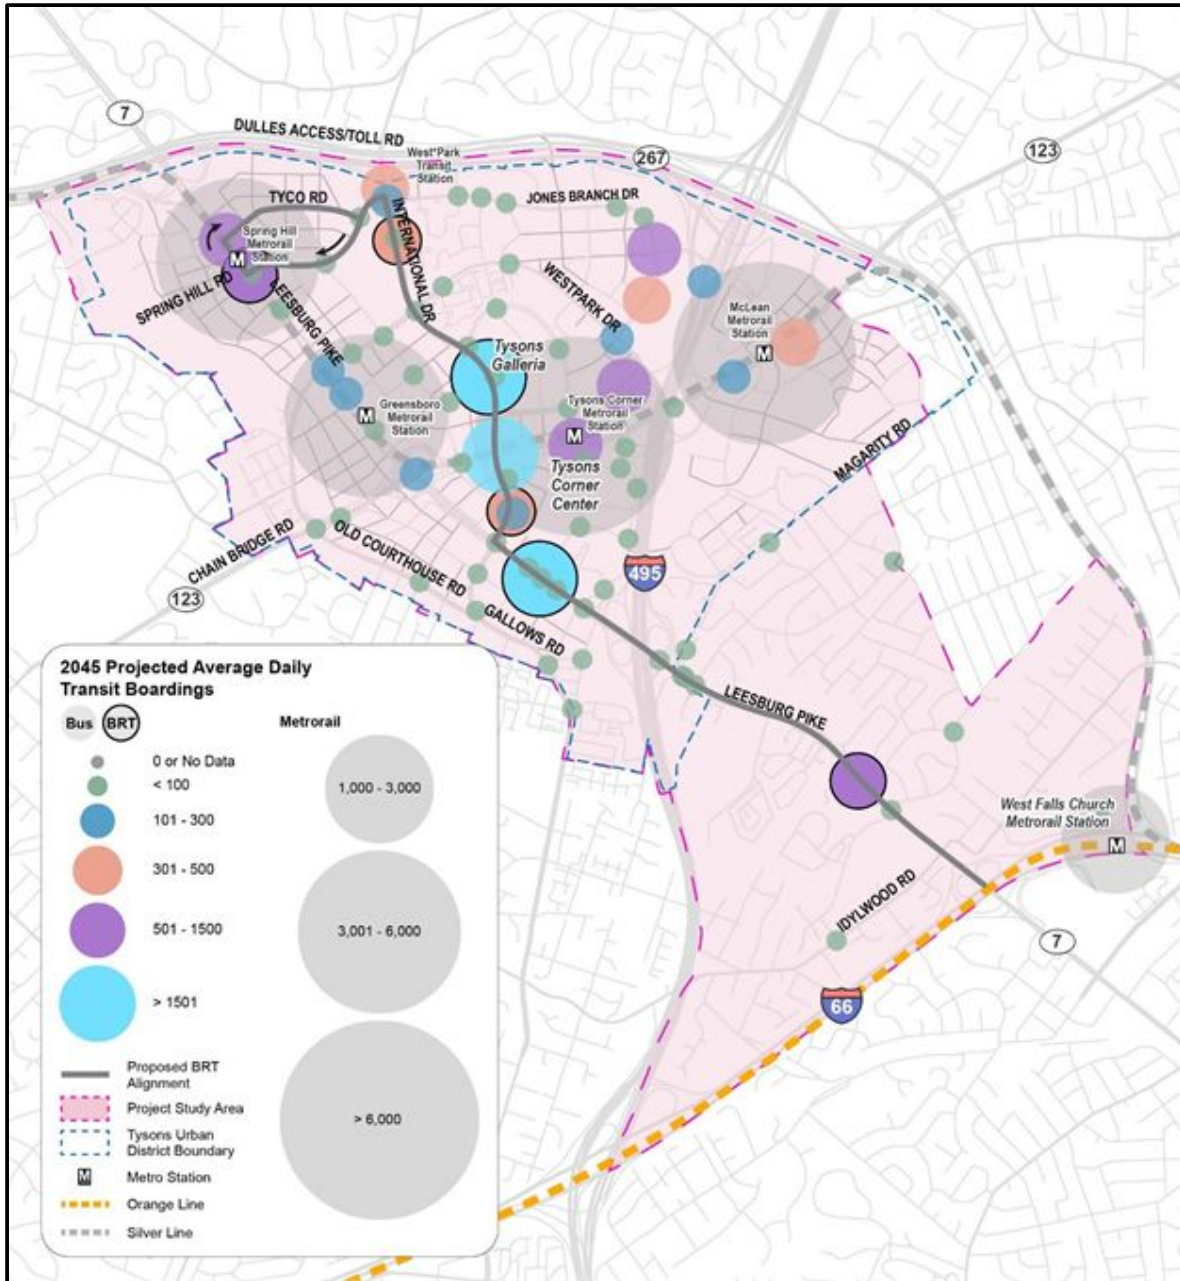 7
DULLES ACCESS/TOLL RD
West*Park
Transit
Station
267
123
TYCO RD
JONES BRANCH DR
INTERNATIONAL DR
Spring Hill
Metrorail
Station
M
SPRING HILL RD
LEESBURG PIKE
WESTPARK DR
McLean
Metrorail
Station
M
Tysons
Galleria
Greensboro
Metrorail
Station
M
Tysons Corner
Metrorail
Station
M
Tysons
Corner
Center
MAGARITY RD
CHAIN BRIDGE RD
OLD COURTHOUSE RD
495
123
GALLOWS RD
LEESBURG PIKE
West Falls Church
Metrorail Station
M
IDYLWOOD RD
7
66
2045 Projected Average Daily
Transit Boardings
Bus
BRT
Metrorail
0 or No Data
< 100
101 - 300
301 - 500
501 - 1500
> 1501
1,000 - 3,000
3,001 - 6,000
> 6,000
Proposed BRT
Alignment
Project Study Area
Tysons Urban
District Boundary
M
Metro Station
Orange Line
Silver Line